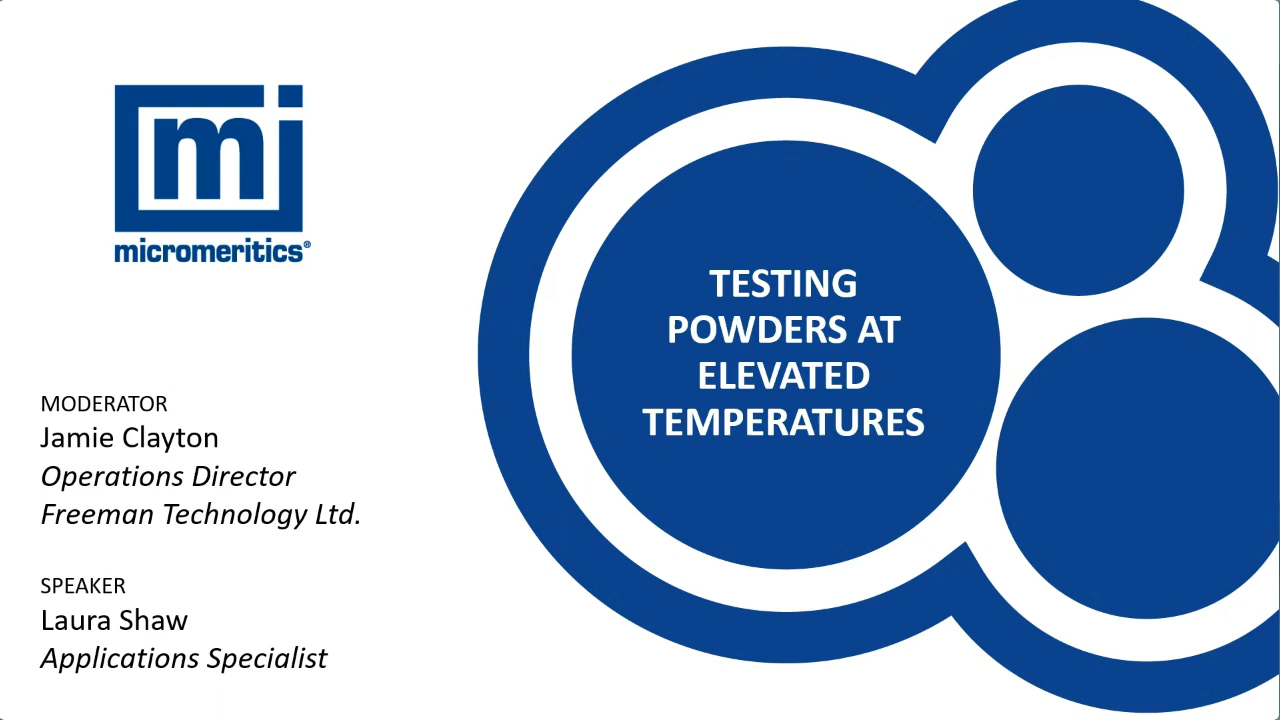 mi
micromeritics®
TESTING
POWDERS AT
ELEVATED
TEMPERATURES
MODERATOR
Jamie Clayton
Operations Director
Freeman Technology Ltd.
SPEAKER
Laura Shaw
Applications Specialist